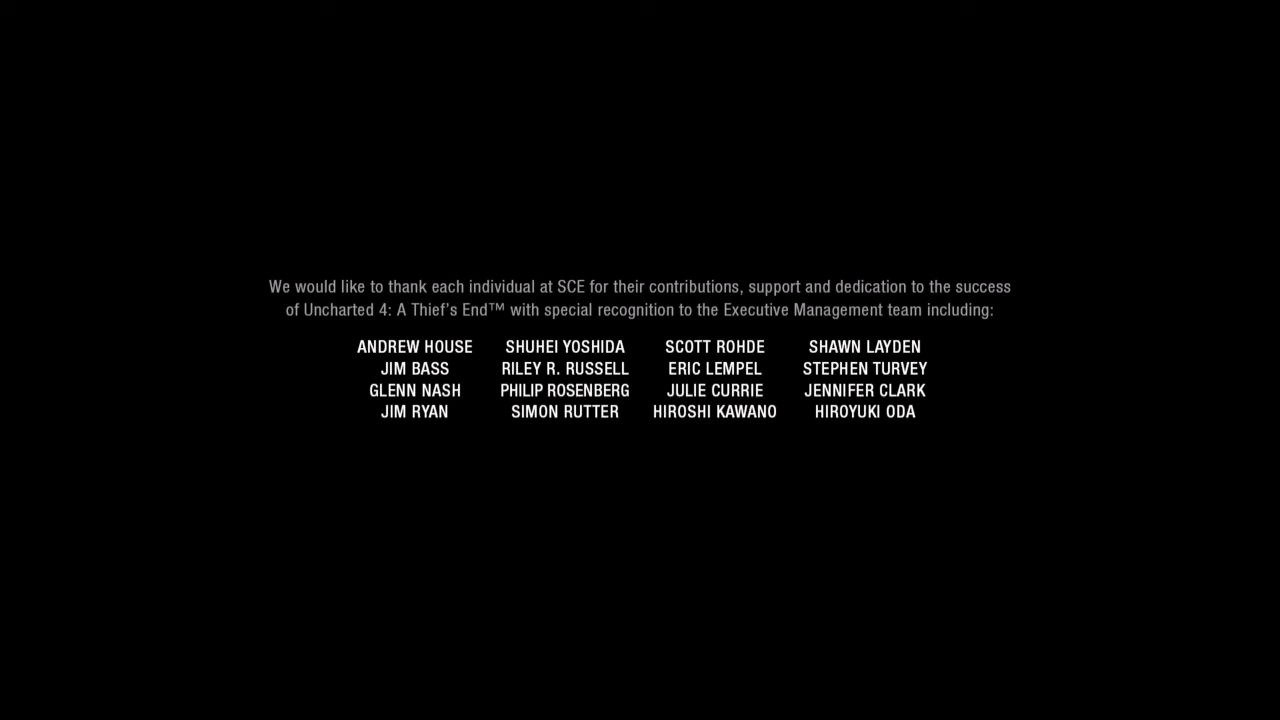 We would like to thank each individual at SCE for their contributions, support and dedication to the success
of Uncharted 4: A Thief's End™ with special recognition to the Executive Management team including:
ANDREW HOUSE SHUHEI YOSHIDA SCOTT ROHDE SHAWN LAYDEN
JIM BASS RILEY R. RUSSELL ERIC LEMPEL STEPHEN TURVEY
GLENN NASH PHILIP ROSENBERG JULIE CURRIE JENNIFER CLARK
JIM RYAN SIMON RUTTER HIROSHI KAWANO HIROYUKI ODA